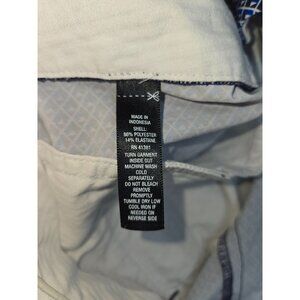 MADE IN
INDONESIA
SHELL:
86% POLYESTER
14% ELASTANE
RN 41381
TURN GARMENT
INSIDE OUT
MACHINE WASH
COLD
SEPARATELY
DO NOT BLEACH
REMOVE
PROMPTLY
TUMBLE DRY LOW
COOL IRON IF
NEEDED ON
REVERSE SIDE